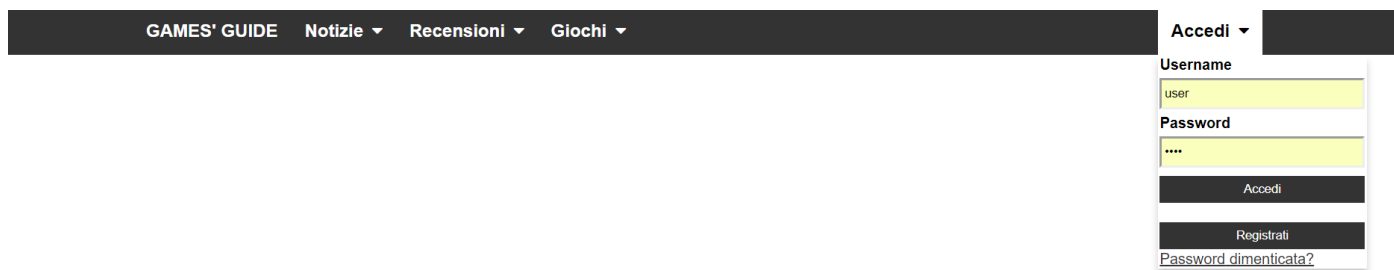 GAMES' GUIDE Notizie Recensioni Giochi Accedi
Username
user
Password
••••
Accedi
Registrati
Password dimenticata?